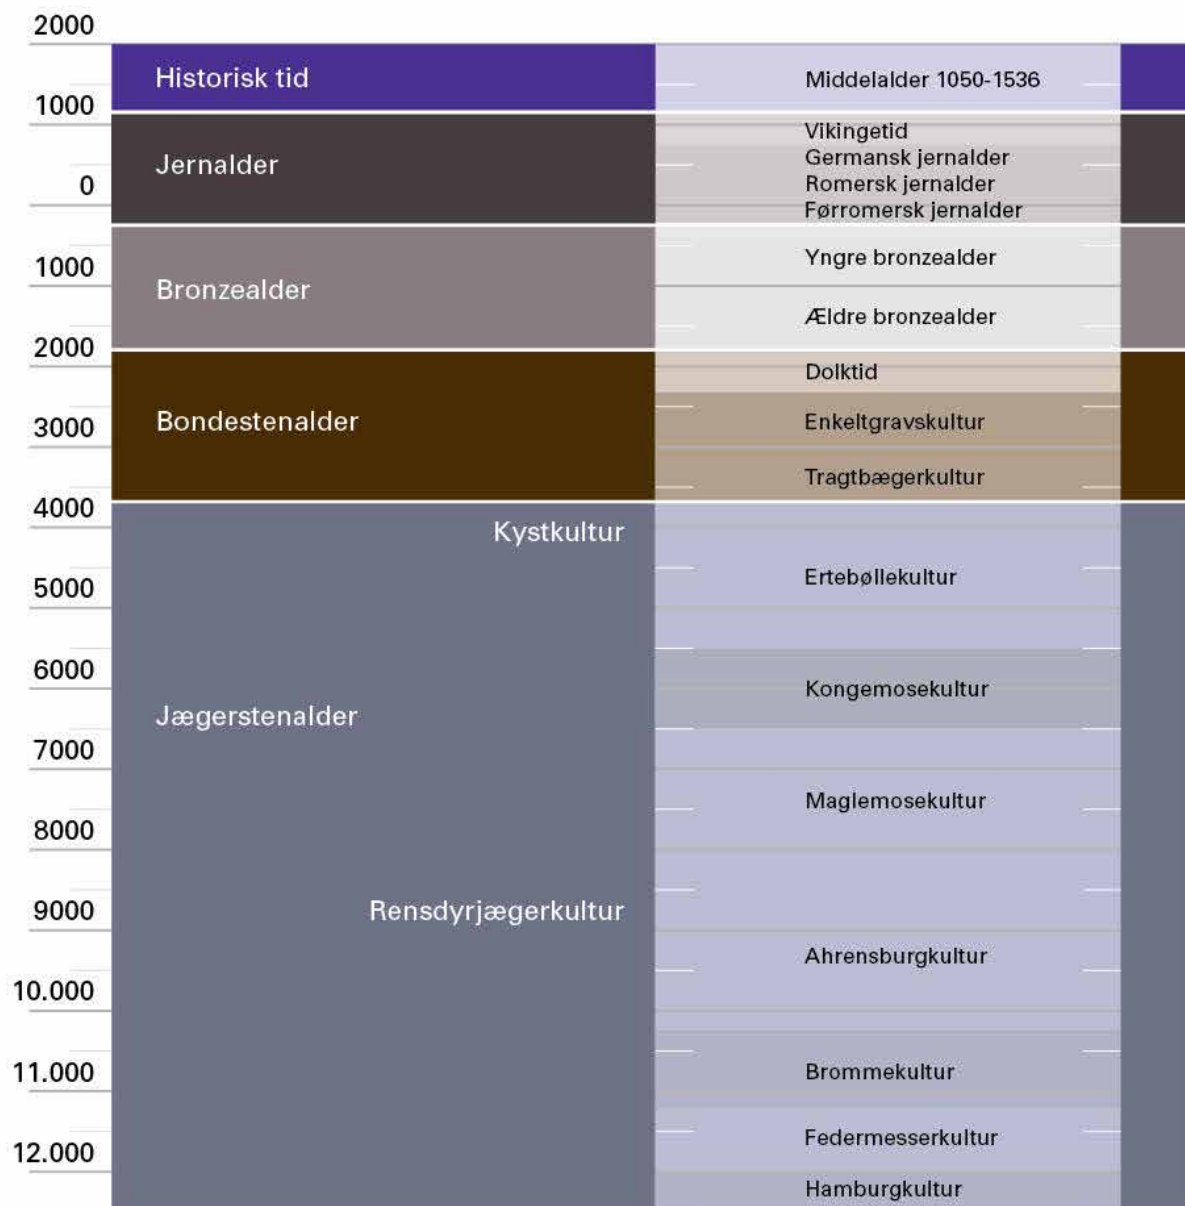 2000
Historisk tid
Middelalder 1050-1536
1000
Vikingetid
Germansk jernalder
Jernalder
Romersk jernalder
0
Førromersk jernalder
Yngre bronzealder
1000
Bronzealder
Ældre bronzealder
2000
Dolktid
Bondestenalder
Enkeltgravskultur
3000
Tragtbægerkultur
4000
Kystkultur
Ertebøllekultur
5000
6000
Kongemosekultur
Jægerstenalder
7000
Maglemosekultur
8000
9000
Rensdyrjægerkultur
Ahrensburgkultur
10.000
11.000
Brommekultur
Federmesserkultur
12.000
Hamburgkultur